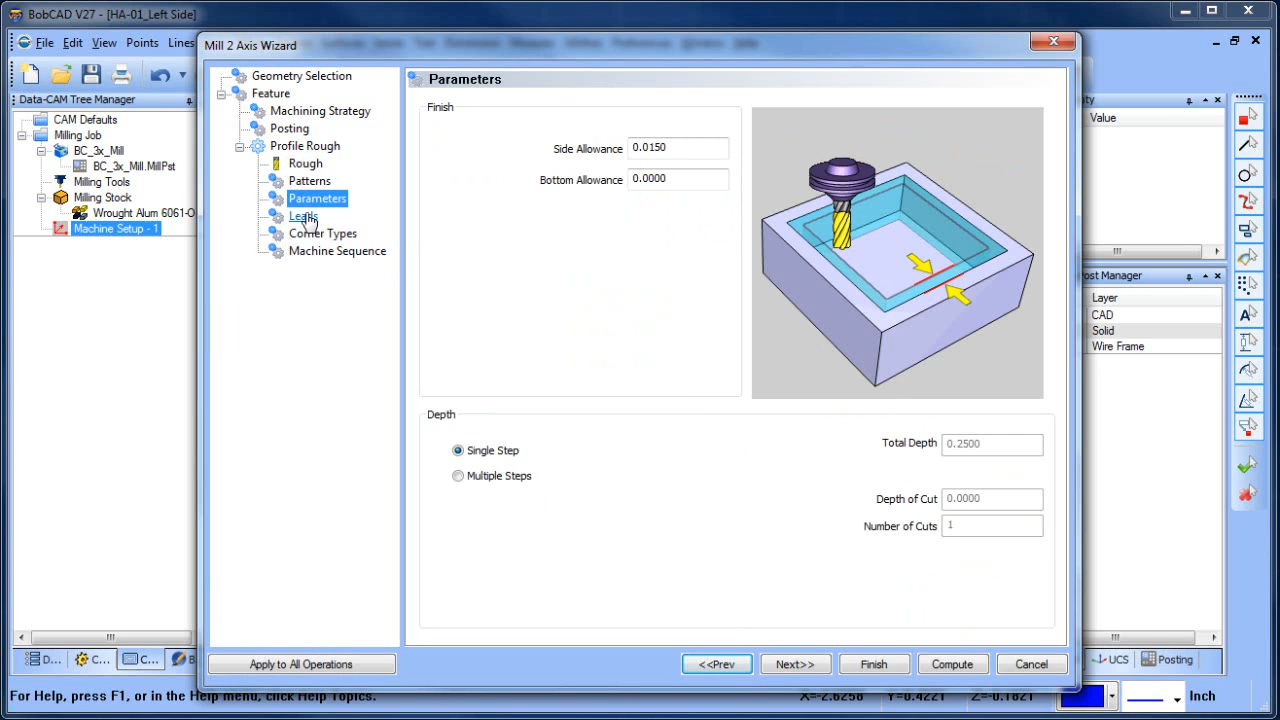 BobCAD V27 - [HA-01_Left Side]
File Edit View Points Lines
Data-CAM Tree Manager
CAM Defaults
Milling Job
BC_3x_Mill
BC_3x_Mill.MillPst
Milling Tools
Milling Stock
Wrought Alum 6061-O
Machine Setup - 1
D...
C...
C...
Mill 2 Axis Wizard
Geometry Selection
Feature
Machining Strategy
Posting
Profile Rough
Rough
Patterns
Parameters
Leads
Corner Types
Machine Sequence
Apply to All Operations
Parameters
Finish
Side Allowance 0.0150
Bottom Allowance 0.0000
Depth
Single Step
Multiple Steps
Total Depth 0.2500
Depth of Cut 0.0000
Number of Cuts 1
<<Prev
Next>>
Finish
Compute
Cancel
Value
ost Manager
Layer
CAD
Solid
Wire Frame
UCS
Posting
For Help, press F1, or in the Help menu, click Help Topics.
X=-2.6258 Y=0.4221 Z=-0.1821
Inch